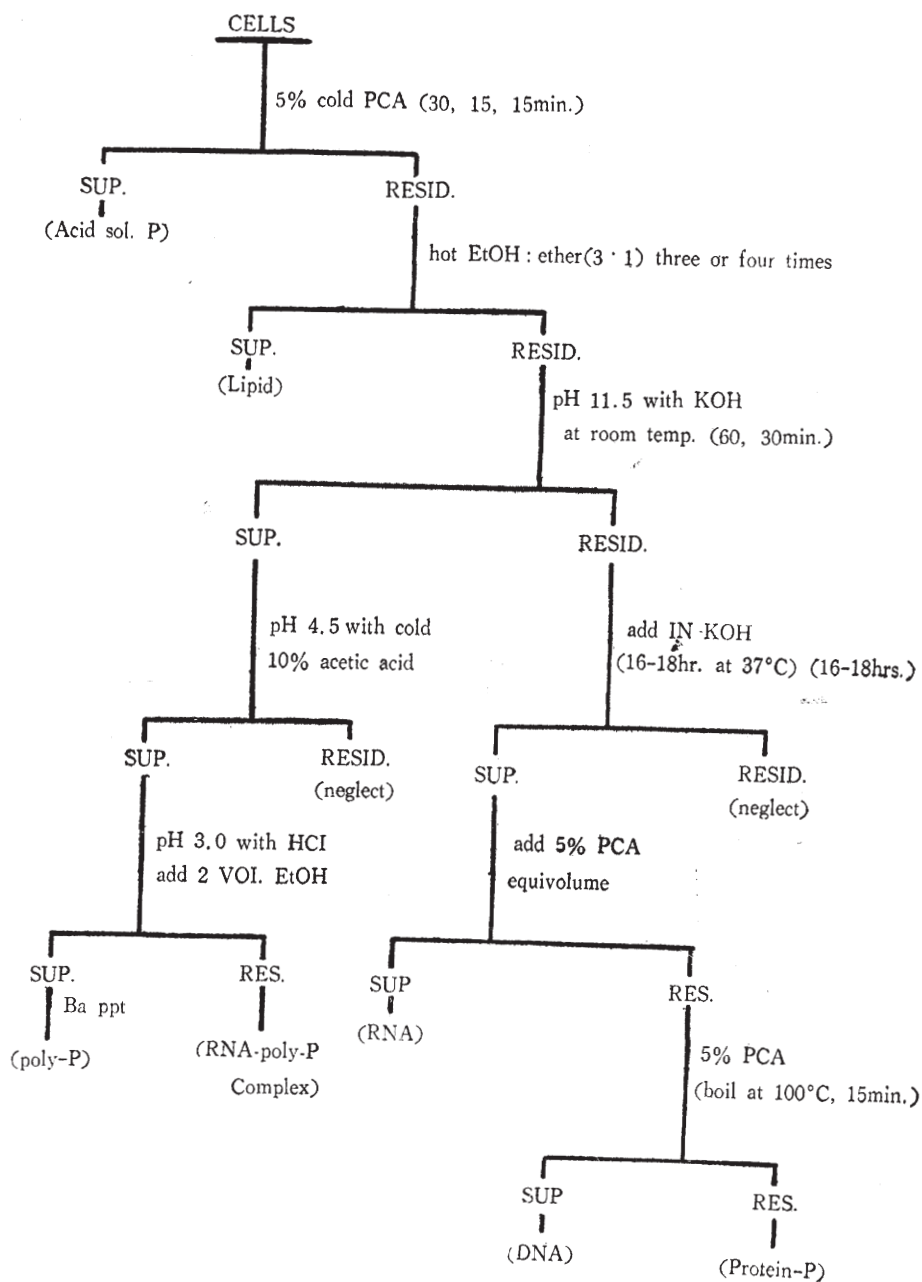 CELLS
5% cold PCA (30, 15, 15min.)
SUP.
RESID.
(Acid sol. P)
hot EtOH : ether(3 · 1) three or four times
SUP.
RESID.
(Lipid)
pH 11.5 with KOH
at room temp. (60, 30min.)
SUP.
RESID.
pH 4.5 with cold
10% acetic acid
add IN·KOH
(16-18hr. at 37°C) (16-18hrs.)
SUP.
RESID.
(neglect)
SUP.
RESID.
(neglect)
pH 3.0 with HCI
add 2 VOI. EtOH
add 5% PCA
equivolume
SUP.
RES.
SUP
RES.
Ba ppt
(poly-P)
(RNA-poly-P
Complex)
(RNA)
5% PCA
(boil at 100°C, 15min.)
SUP
RES.
(DNA)
(Protein-P)